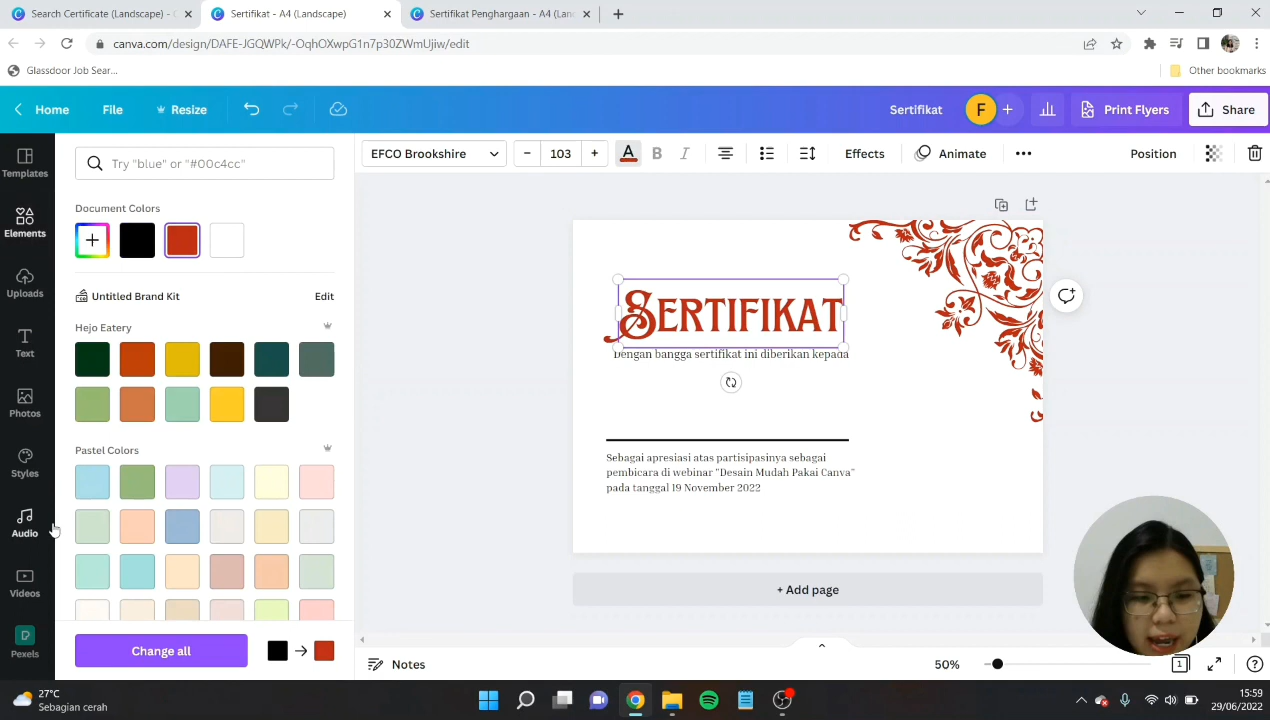 Search Certificate (Landscape) - C
Sertifikat - A4 (Landscape)
Sertifikat Penghargaan - A4 (Lan
canva.com/design/DAFE-JGQWPk/-OqhOXwpG1n7p30ZWmUjiw/edit
Glassdoor Job Sear...
Other bookmarks
Home
File
Resize
Sertifikat
F
Print Flyers
Share
Templates
Elements
Uploads
Text
Photos
Styles
Audio
Videos
Pexels
Try "blue" or "#00c4cc"
Document Colors
Untitled Brand Kit
Edit
Hejo Eatery
Pastel Colors
Change all
EFCO Brookshire
103
A
B
I
Effects
Animate
Position
SERTIFIKAT
Dengan bangga sertifikat ini diberikan kepada
Sebagai apresiasi atas partisipasinya sebagai
pembicara di webinar "Desain Mudah Pakai Canva"
pada tanggal 19 November 2022
+ Add page
Notes
50%
1
27°C
Sebagian cerah
15:59
29/06/2022